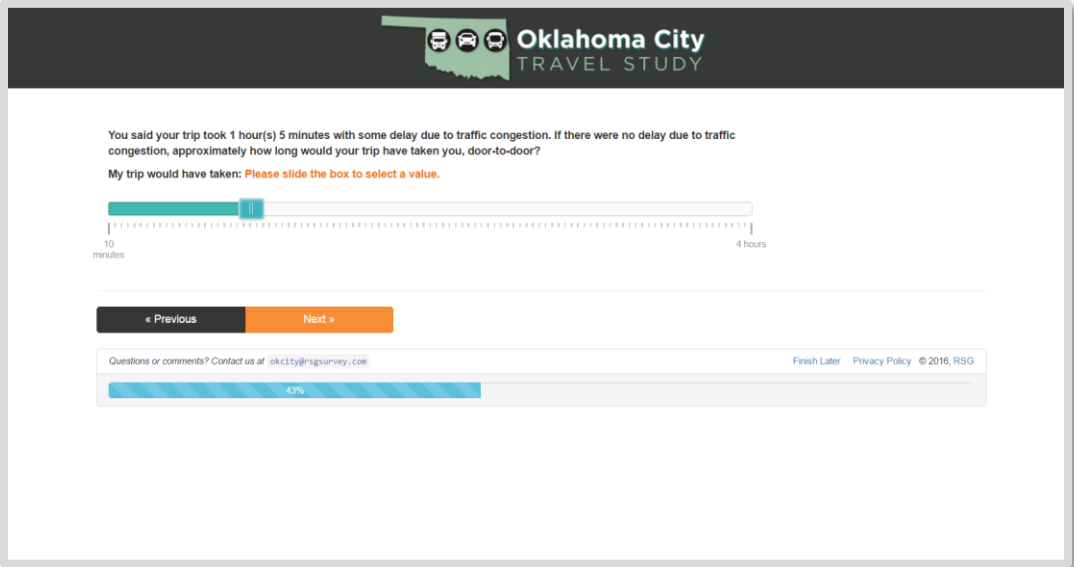 Oklahoma City
TRAVEL STUDY
You said your trip took 1 hour(s) 5 minutes with some delay due to traffic congestion. If there were no delay due to traffic
congestion, approximately how long would your trip have taken you, door-to-door?
My trip would have taken: Please slide the box to select a value.
10
minutes
4 hours
« Previous
Next »
Questions or comments? Contact us at okcity@rsgsurvey.com
Finish Later Privacy Policy © 2016, RSG
43%